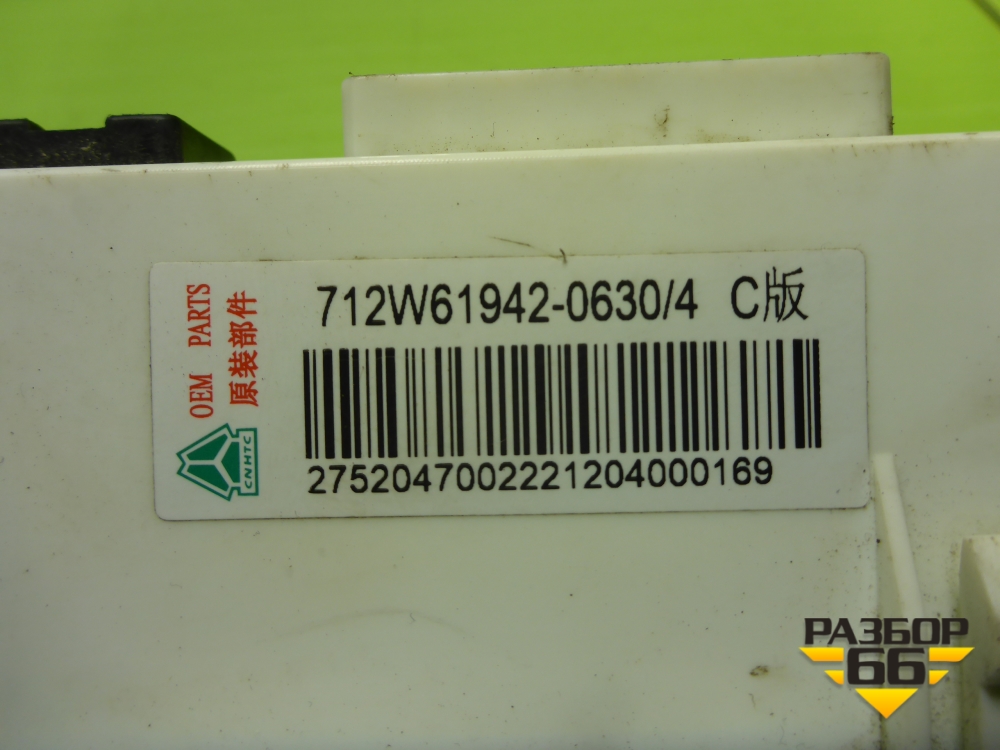 712W61942-0630/4 C版
OEM PARTS
原装部件
CNHTC
2752047002221204000169
РАЗБОР
66